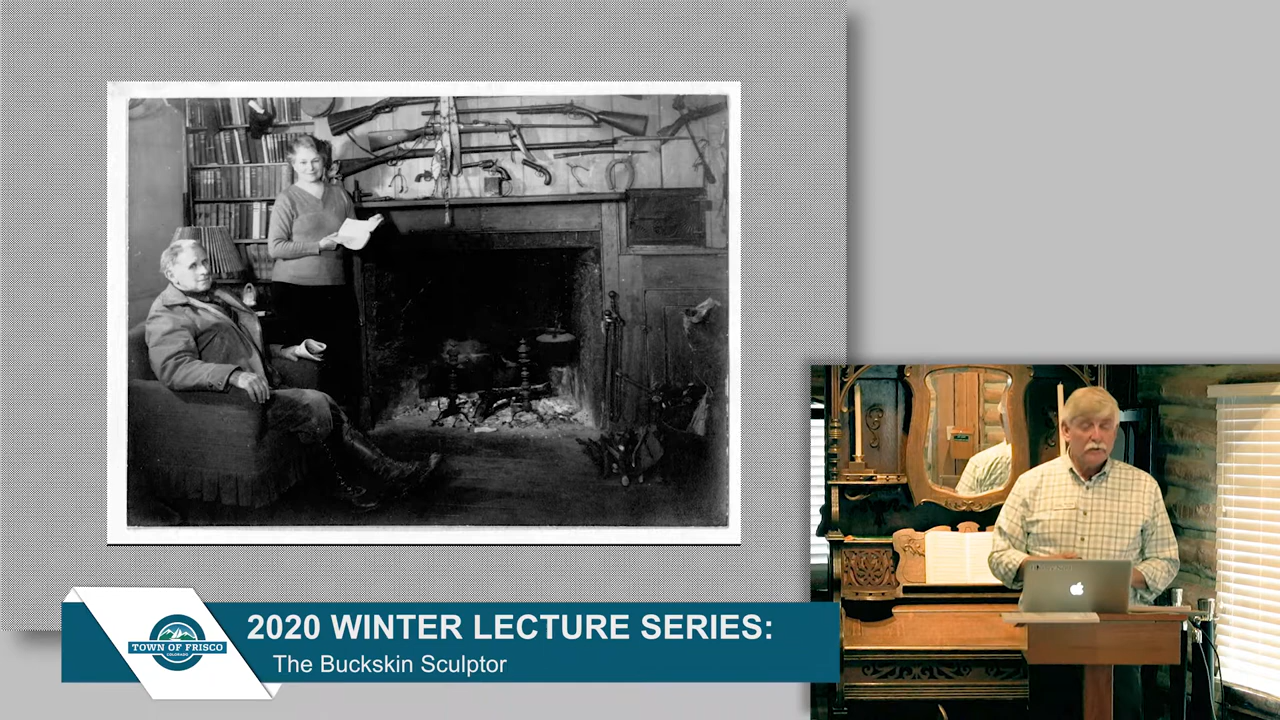 2020 WINTER LECTURE SERIES:
The Buckskin Sculptor
TOWN OF FRISCO
COLORADO